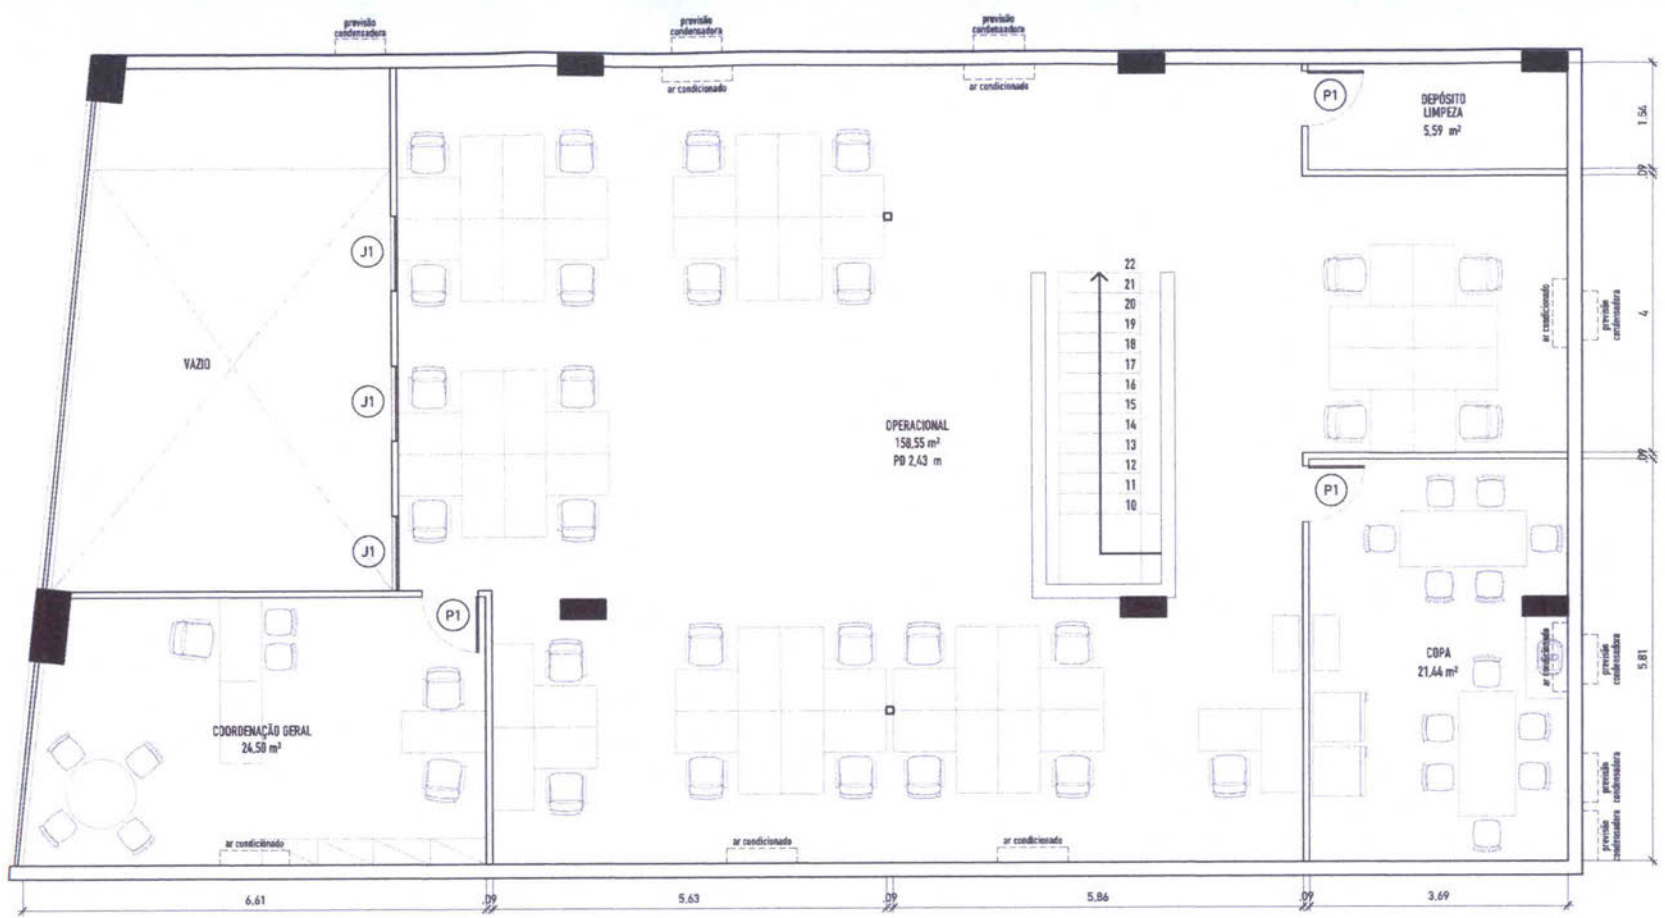 previsão
condensadora
previsão
condensadora
previsão
condensadora
ar condicionado
ar condicionado
P1
DEPÓSITO
LIMPEZA
5,59 m²
1.54
.09
J1
22
21
20
19
18
17
16
15
14
13
12
11
10
ar condicionado
previsão
condensadora
4
VAZIO
J1
OPERACIONAL
158,55 m²
PD 2,43 m
.09
P1
J1
P1
COPA
21,44 m²
ar condicionado
previsão
condensadora
5.81
COORDENAÇÃO GERAL
24,50 m²
previsão
condensadora
previsão
condensadora
ar condicionado
ar condicionado
ar condicionado
6,61
.09
5.63
.09
5.86
.09
3.69